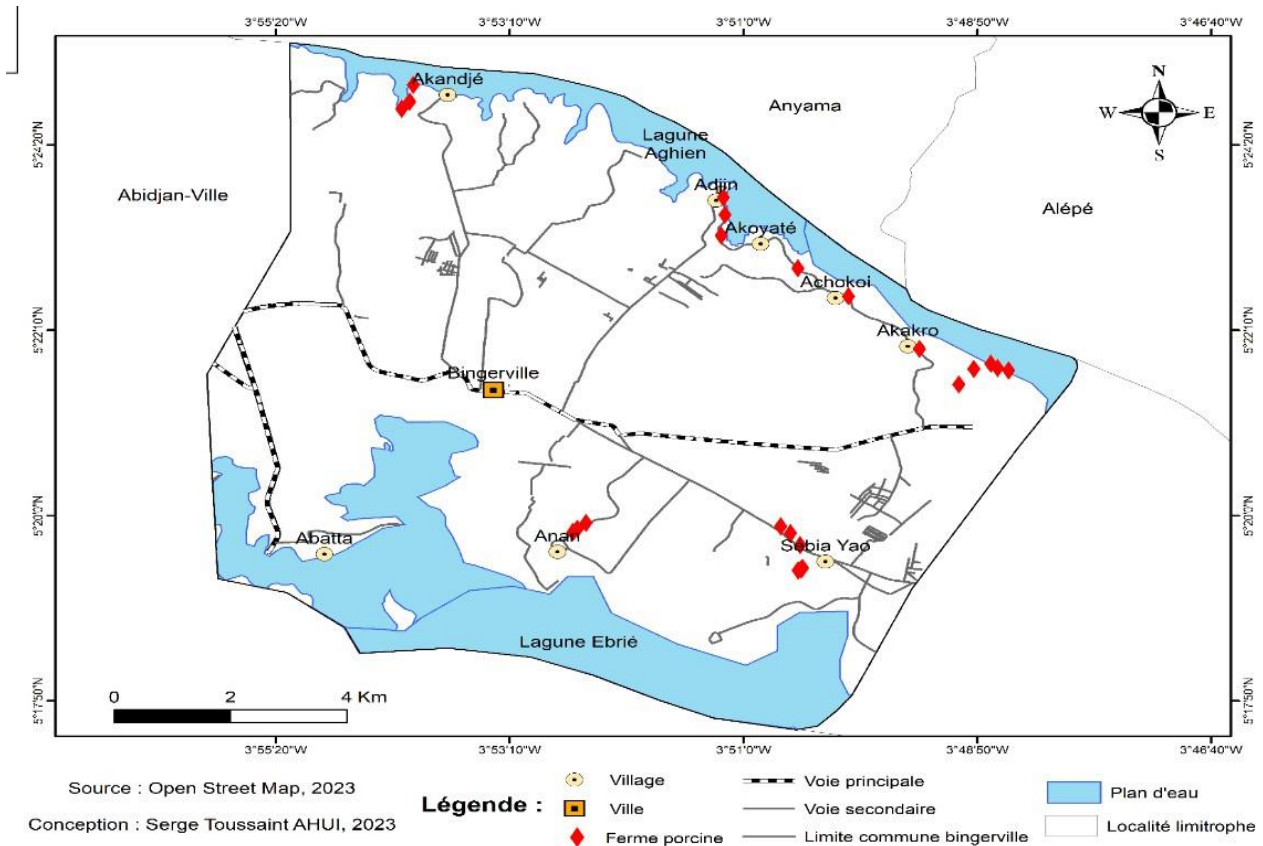 3°55'20"W 3°53'10"W 3°51'0"W 3°48'50"W 3°46'40"W
Akandjé
Anyama
N
W E
S
5°24'20"N 5°24'20"N
Lagune
Aghien
Abidjan-Ville
Adjin
Alépé
Akoyaté
Achokoi
5°22'10"N 5°22'10"N
Akakro
Bingerville
5°20'0"N 5°20'0"N
Abatta
Anan
Sebia Yao
Lagune Ebrié
0 2 4 Km
5°17'50"N 5°17'50"N
3°55'20"W 3°53'10"W 3°51'0"W 3°48'50"W 3°46'40"W
Source : Open Street Map, 2023
Conception : Serge Toussaint AHUI, 2023
Légende :
Village
Ville
Ferme porcine
Voie principale
Voie secondaire
Limite commune bingerville
Plan d'eau
Localité limitrophe